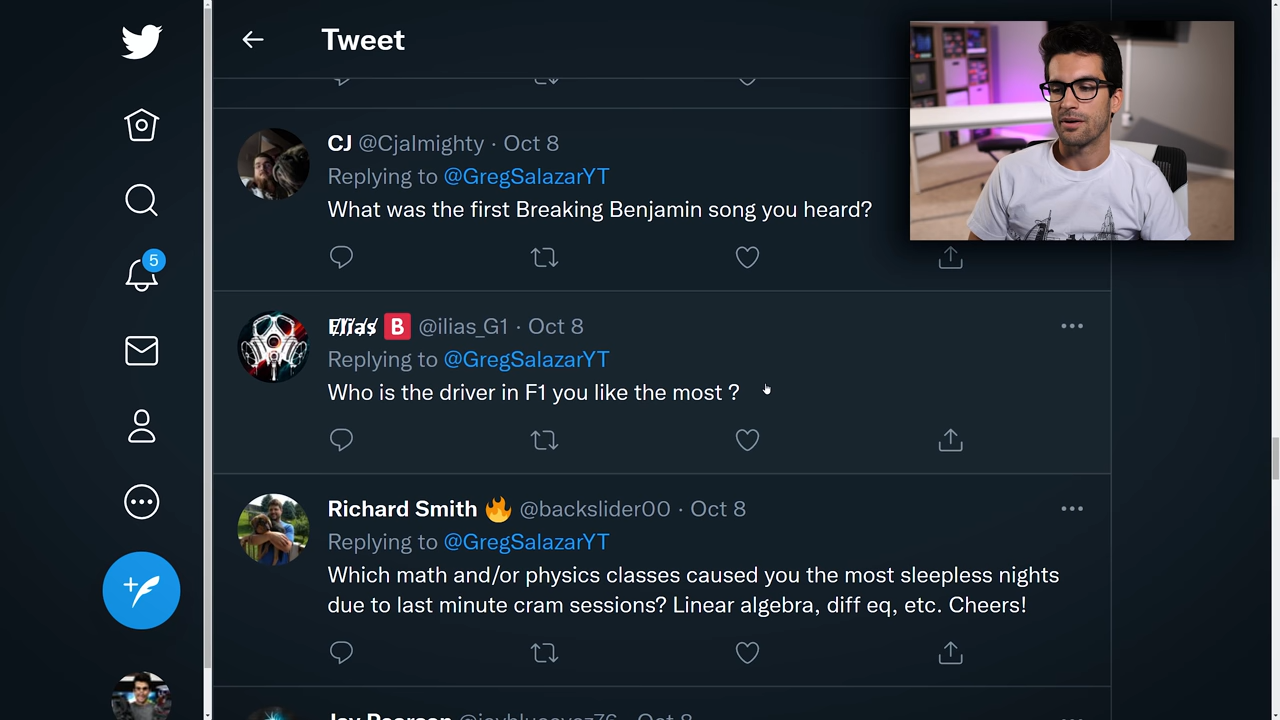 Tweet
CJ @Cjalmighty · Oct 8
Replying to @GregSalazarYT
What was the first Breaking Benjamin song you heard?
5
Elias B @ilias_G1 · Oct 8
Replying to @GregSalazarYT
Who is the driver in F1 you like the most ?
Richard Smith 🔥 @backslider00 · Oct 8
Replying to @GregSalazarYT
Which math and/or physics classes caused you the most sleepless nights
due to last minute cram sessions? Linear algebra, diff eq, etc. Cheers!
Oct 8